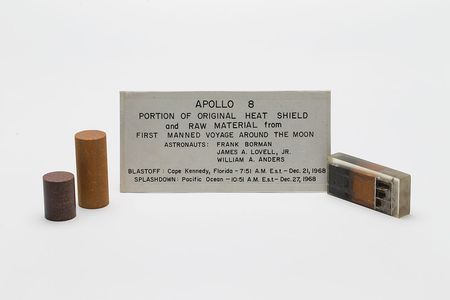 APOLLO 8
PORTION OF ORIGINAL HEAT SHIELD
and RAW MATERIAL from
FIRST MANNED VOYAGE AROUND THE MOON
ASTRONAUTS: FRANK BORMAN
JAMES A. LOVELL, JR.
WILLIAM A. ANDERS
BLASTOFF: Cape Kennedy, Florida - 7:51 A.M. E.s.t. - Dec. 21, 1968
SPLASHDOWN: Pacific Ocean - 10:51 A.M. E.s.t. - Dec. 27, 1968